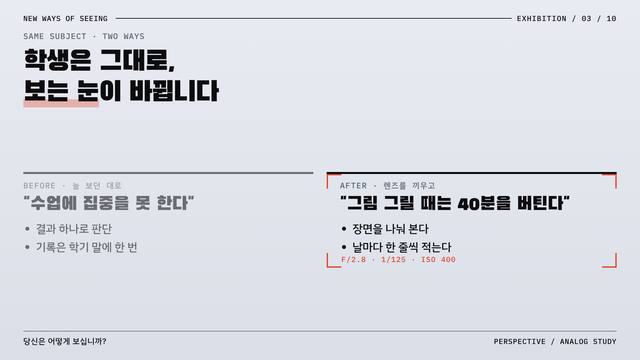 NEW WAYS OF SEEING
EXHIBITION / 03 / 10
SAME SUBJECT · TWO WAYS
학생은 그대로,
보는 눈이 바뀝니다
BEFORE · 늘 보던 대로
"수업에 집중을 못 한다"
• 결과 하나로 판단
• 기록은 학기 말에 한 번
AFTER · 렌즈를 끼우고
"그림 그릴 때는 40분을 버틴다"
• 장면을 나눠 본다
• 날마다 한 줄씩 적는다
F/2.8 · 1/125 · ISO 400
당신은 어떻게 보십니까?
PERSPECTIVE / ANALOG STUDY